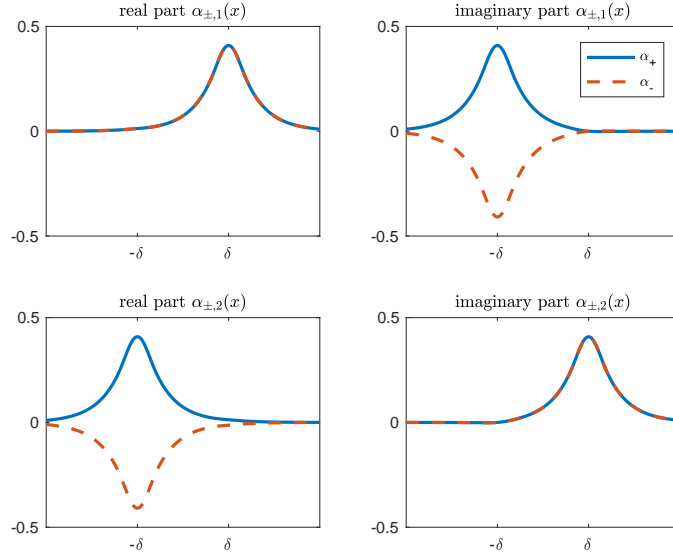 real part α±,1(x)
imaginary part α±,1(x)
0.5
0
-0.5
-δ
δ
0.5
0
-0.5
-δ
δ
α+
α-
real part α±,2(x)
imaginary part α±,2(x)
0.5
0
-0.5
-δ
δ
0.5
0
-0.5
-δ
δ